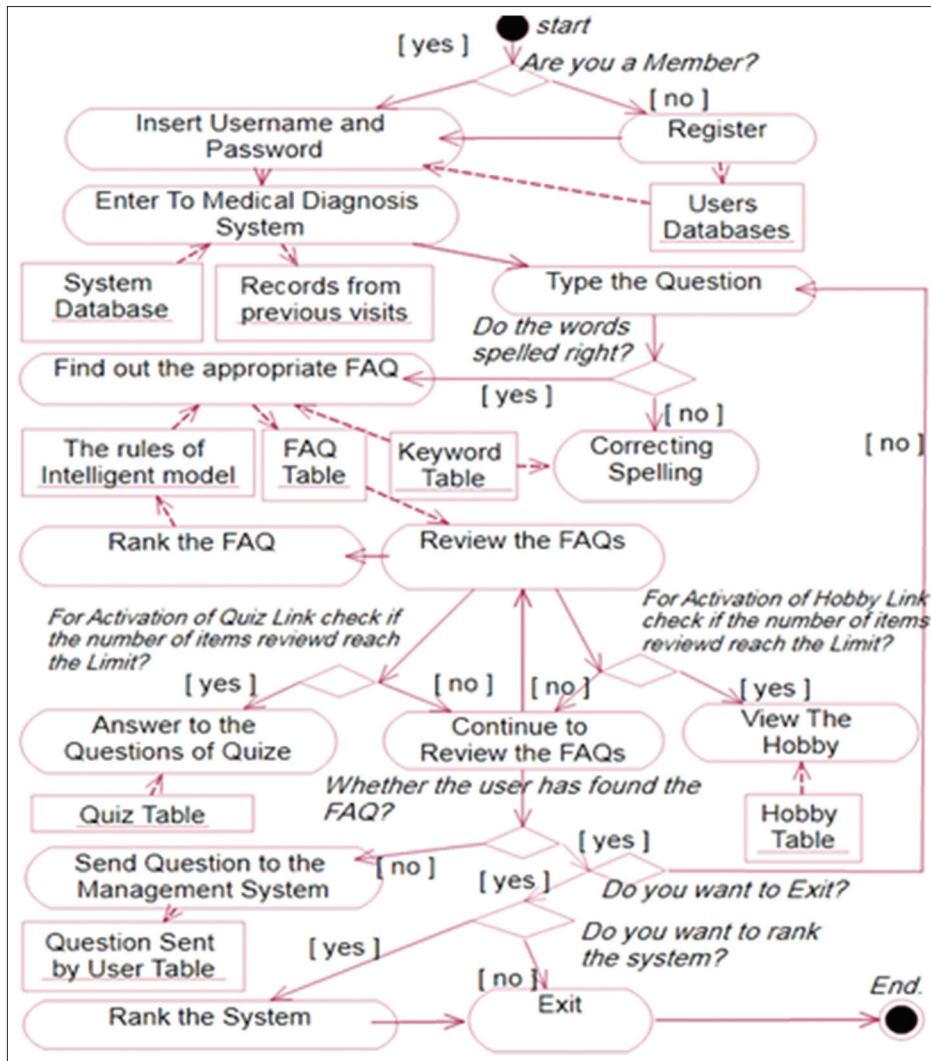 start
[ yes ]
Are you a Member?
[ no ]
Insert Username and
Password
Register
Enter To Medical Diagnosis
System
Users
Databases
System
Database
Records from
previous visits
Type the Question
Do the words
spelled right?
Find out the appropriate FAQ
[ yes ]
[ no ]
[ no ]
The rules of
Intelligent model
FAQ
Table
Keyword
Table
Correcting
Spelling
Rank the FAQ
Review the FAQs
For Activation of Quiz Link check if
the number of items reviewd reach
the Limit?
For Activation of Hobby Link
check if the number of items
reviewd reach the Limit?
[ yes ]
[ no ]
[no ]
[ yes ]
Answer to the
Questions of Quize
Continue to
Review the FAQs
View The
Hobby
Whether the user has found the
FAQ?
Quiz Table
Hobby
Table
[ yes ]
Send Question to the
Management System
[ no ]
[ yes ]
Do you want to Exit?
Question Sent
by User Table
[ yes ]
Do you want to rank
the system?
[ no ]
Rank the System
Exit
End.